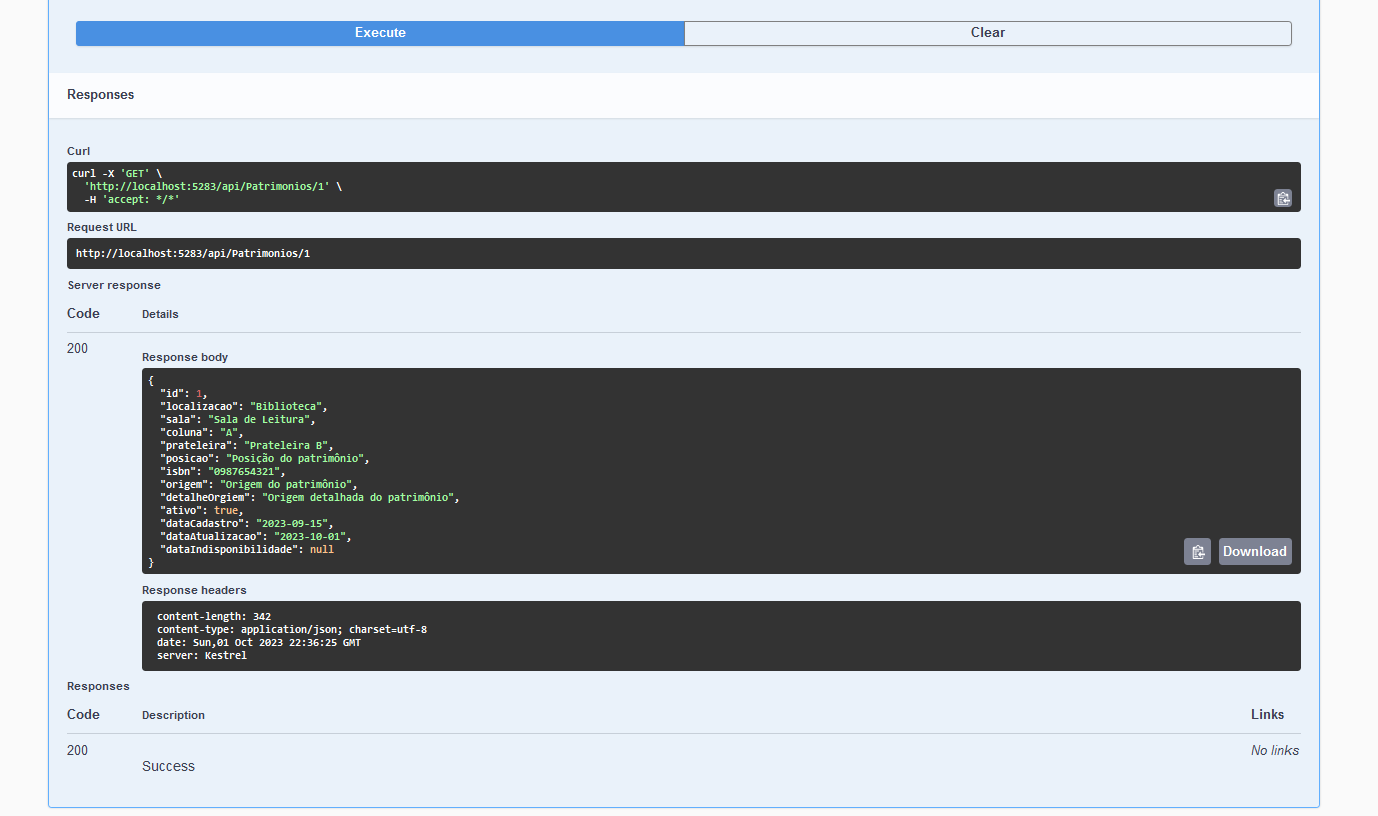 Execute
Clear
Responses
Curl
curl -X 'GET' \
'http://localhost:5283/api/Patrimonios/1' \
-H 'accept: */*'
Request URL
http://localhost:5283/api/Patrimonios/1
Server response
Code Details
200
Response body
{
"id": 1,
"localizacao": "Biblioteca",
"sala": "Sala de Leitura",
"coluna": "A",
"prateleira": "Prateleira B",
"posicao": "Posição do patrimônio",
"isbn": "0987654321",
"origem": "Origem do patrimônio",
"detalheOrgiem": "Origem detalhada do patrimônio",
"ativo": true,
"dataCadastro": "2023-09-15",
"dataAtualizacao": "2023-10-01",
"dataIndisponibilidade": null
}
Download
Response headers
content-length: 342
content-type: application/json; charset=utf-8
date: Sun,01 Oct 2023 22:36:25 GMT
server: Kestrel
Responses
Code Description Links
200 No links
Success